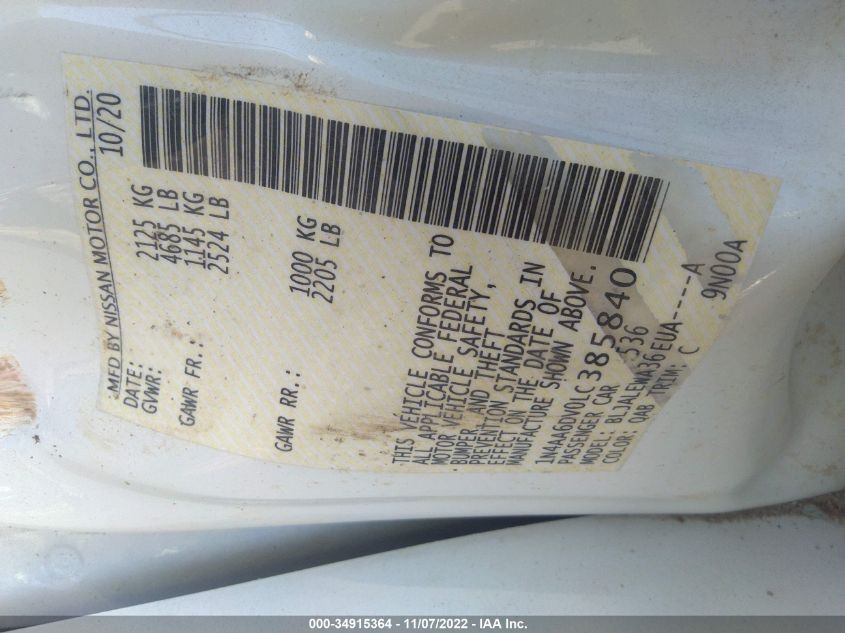 MFD BY NISSAN MOTOR CO., LTD.
DATE: 10/20
GVWR: 2125 KG
4685 LB
GAWR FR.: 1145 KG
2524 LB
GAWR RR.: 1000 KG
2205 LB
THIS VEHICLE CONFORMS TO
ALL APPLICABLE FEDERAL
MOTOR VEHICLE SAFETY,
BUMPER, AND THEFT
PREVENTION STANDARDS IN
EFFECT ON THE DATE OF
MANUFACTURE SHOWN ABOVE.
1N4AA6DV0LC385840
PASSENGER CAR 536
MODEL: BLJALEWA36EUA----A
COLOR: QAB TRIM: C 9N00A
000-34915364 - 11/07/2022 - IAA Inc.